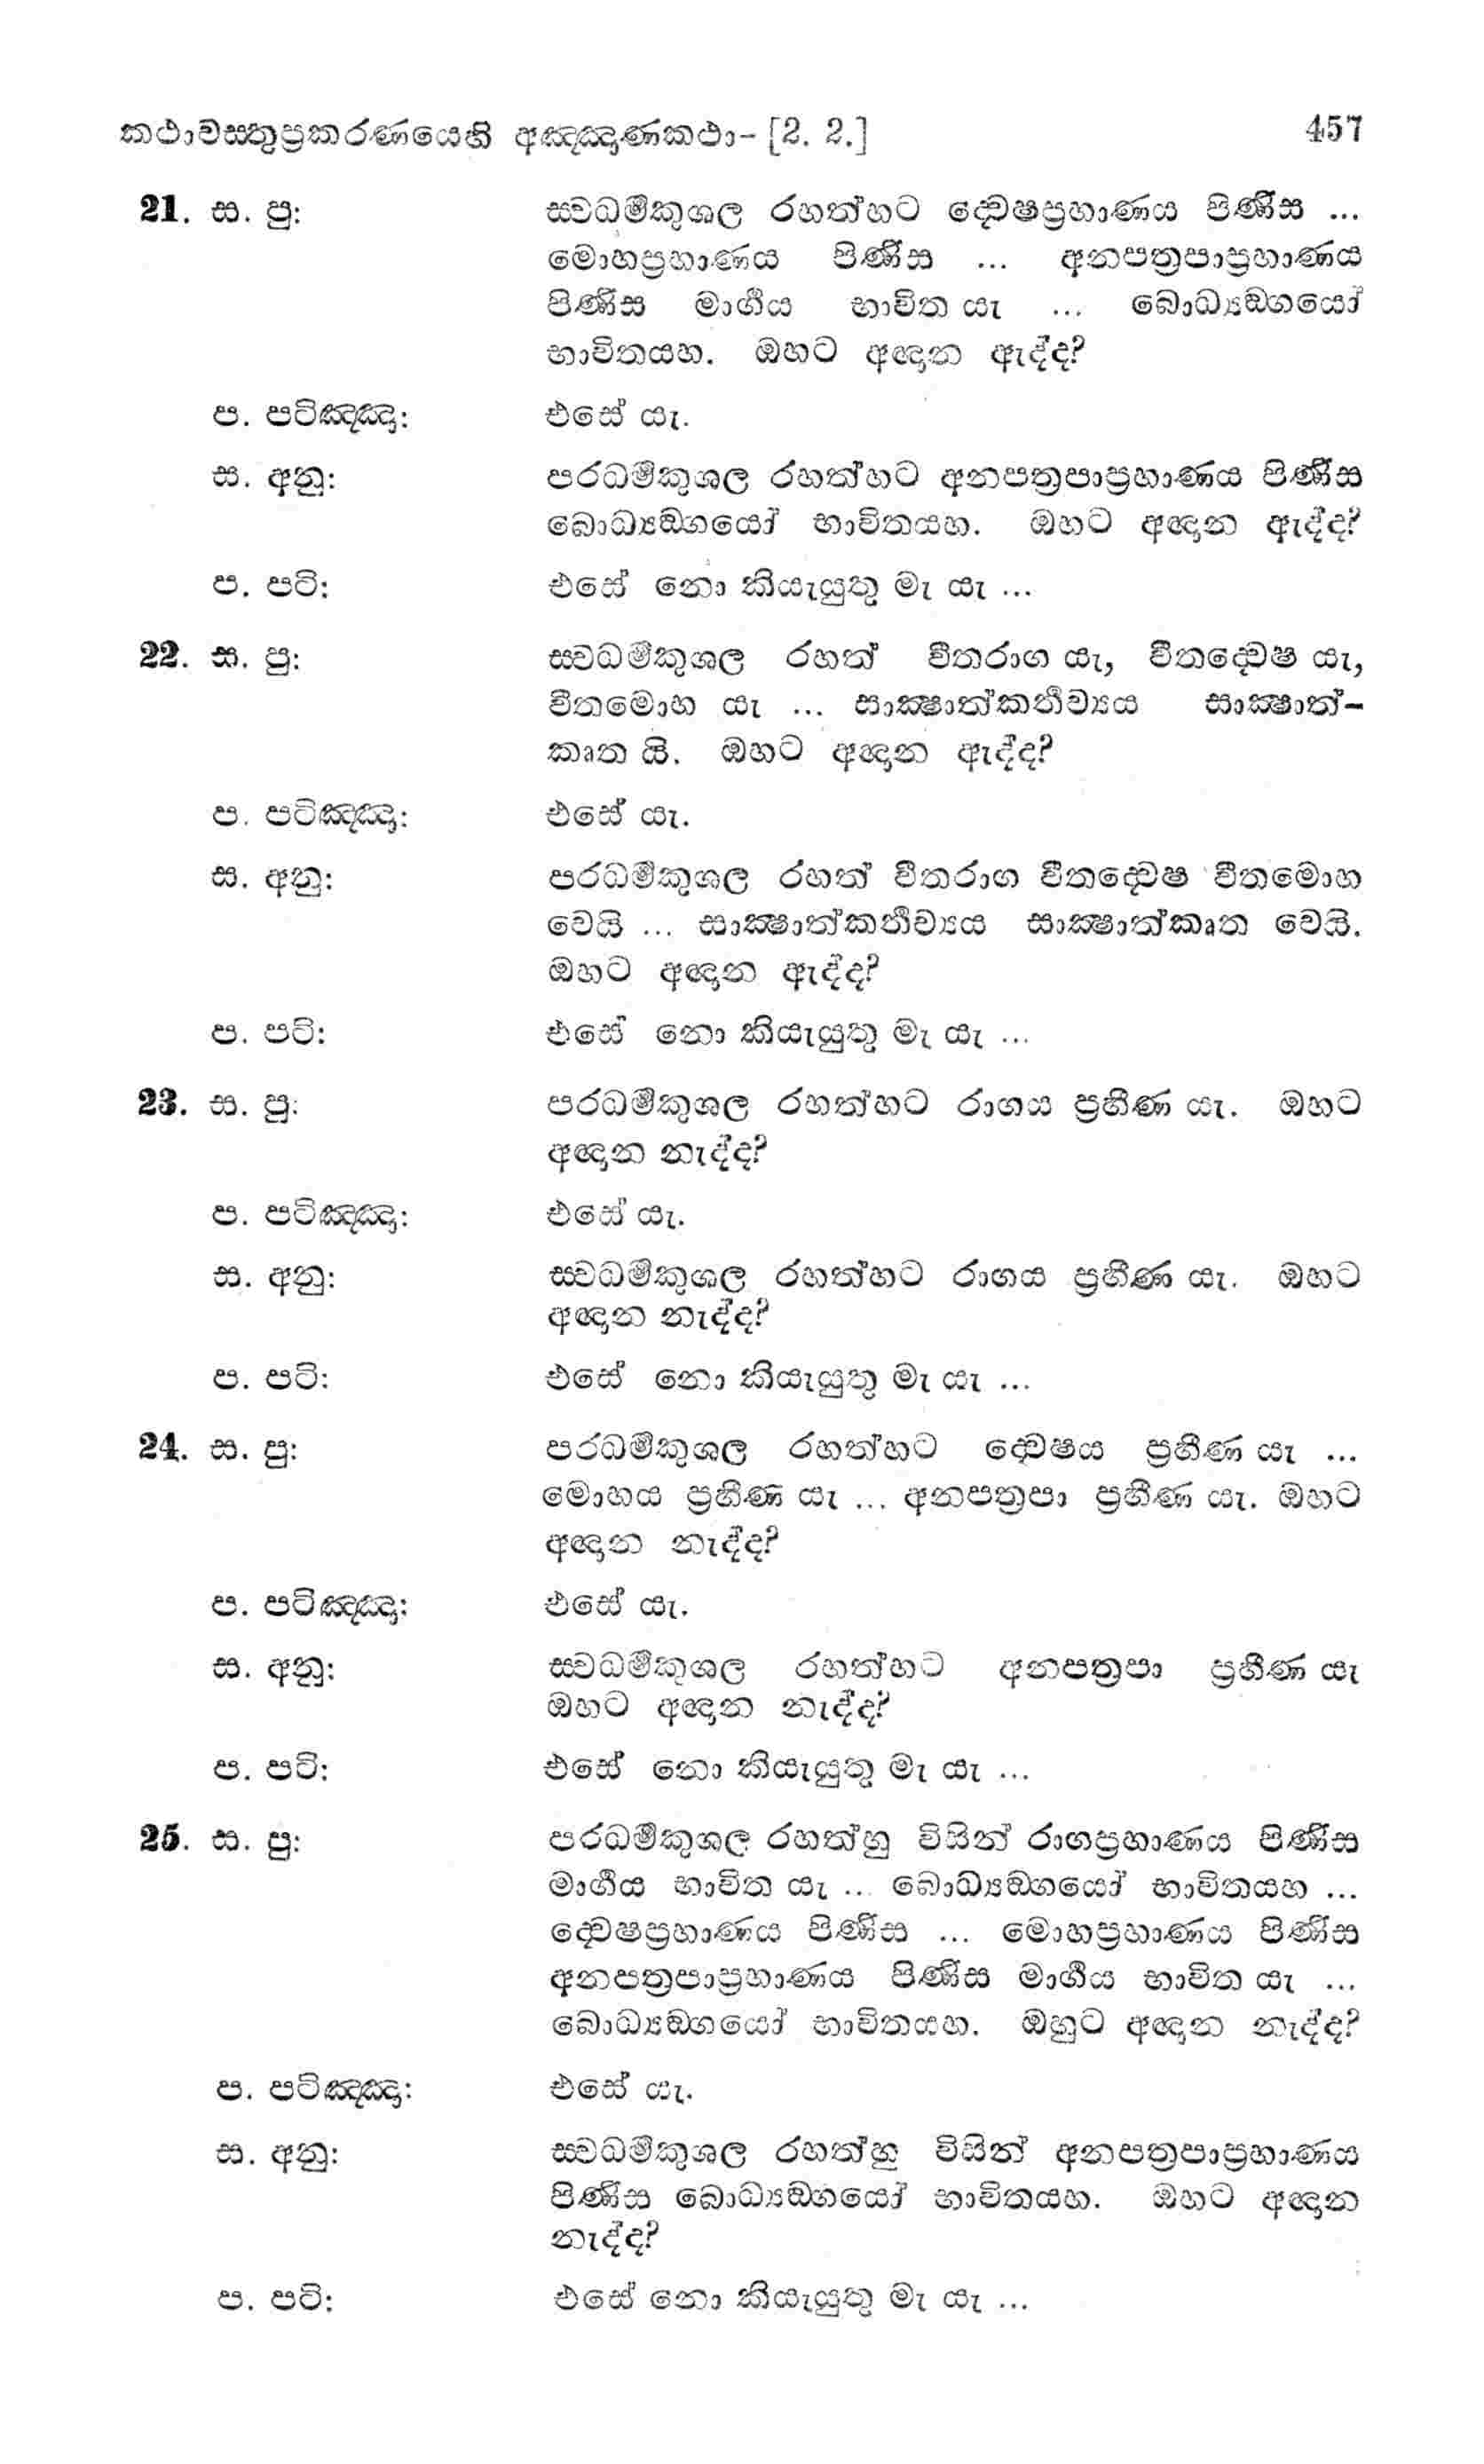 කථාවස්තුප්‍රකරණයෙහි අඤ්ඤාණකථා- [2. 2.] 457
21. ස. පු: ස්වධර්‍මකුශල රහත්හට ද්වේෂප්‍රහාණය පිණිස ...
මොහප්‍රහාණය පිණිස ... අනපත්‍රපාප්‍රහාණය
පිණිස මාර්‍ගය භාවිත යැ ... බොධ්‍යඞ්ගයෝ
භාවිතයහ. ඔහට අඥාන ඇද්ද?
ප. පටිඤ්ඤා: එසේ යැ.
ස. අනු: පරධර්‍මකුශල රහත්හට අනපත්‍රපාප්‍රහාණය පිණිස
බොධ්‍යඞ්ගයෝ භාවිතයහ. ඔහට අඥාන ඇද්ද?
ප. පටි: එසේ නො කියැයුතු මැ යැ ...
22. ස. පු: ස්වධර්‍මකුශල රහත් වීතරාග යැ, වීතද්වේෂ යැ,
වීතමොහ යැ ... සාක්‍ෂාත්කර්‍තව්‍යය සාක්‍ෂාත්-
කෘත යි. ඔහට අඥාන ඇද්ද?
ප. පටිඤ්ඤා: එසේ යැ.
ස. අනු: පරධර්‍මකුශල රහත් වීතරාග වීතද්වේෂ වීතමොහ
වෙයි ... සාක්‍ෂාත්කර්‍තව්‍යය සාක්‍ෂාත්කෘත වෙයි.
ඔහට අඥාන ඇද්ද?
ප. පටි: එසේ නො කියැයුතු මැ යැ ...
23. ස. පු: පරධර්‍මකුශල රහත්හට රාගය ප්‍රහීණ යැ. ඔහට
අඥාන නැද්ද?
ප. පටිඤ්ඤා: එසේ යැ.
ස. අනු: ස්වධර්‍මකුශල රහත්හට රාගය ප්‍රහීණ යැ. ඔහට
අඥාන නැද්ද?
ප. පටි: එසේ නො කියැයුතු මැ යැ ...
24. ස. පු: පරධර්‍මකුශල රහත්හට ද්වේෂය ප්‍රහීණ යැ ...
මොහය ප්‍රහීණ යැ ... අනපත්‍රපා ප්‍රහීණ යැ. ඔහට
අඥාන නැද්ද?
ප. පටිඤ්ඤා: එසේ යැ.
ස. අනු: ස්වධර්‍මකුශල රහත්හට අනපත්‍රපා ප්‍රහීණ යැ
ඔහට අඥාන නැද්ද?
ප. පටි: එසේ නො කියැයුතු මැ යැ ...
25. ස. පු: පරධර්‍මකුශල රහත්හු විසින් රාගප්‍රහාණය පිණිස
මාර්‍ගය භාවිත යැ ... බොධ්‍යඞ්ගයෝ භාවිතයහ ...
ද්වේෂප්‍රහාණය පිණිස ... මොහප්‍රහාණය පිණිස
අනපත්‍රපාප්‍රහාණය පිණිස මාර්‍ගය භාවිත යැ ...
බොධ්‍යඞ්ගයෝ භාවිතයහ. ඔහුට අඥාන නැද්ද?
ප. පටිඤ්ඤා: එසේ යැ.
ස. අනු: ස්වධර්‍මකුශල රහත්හු විසින් අනපත්‍රපාප්‍රහාණය
පිණිස බොධ්‍යඞ්ගයෝ භාවිතයහ. ඔහට අඥාන
නැද්ද?
ප. පටි: එසේ නො කියැයුතු මැ යැ ...